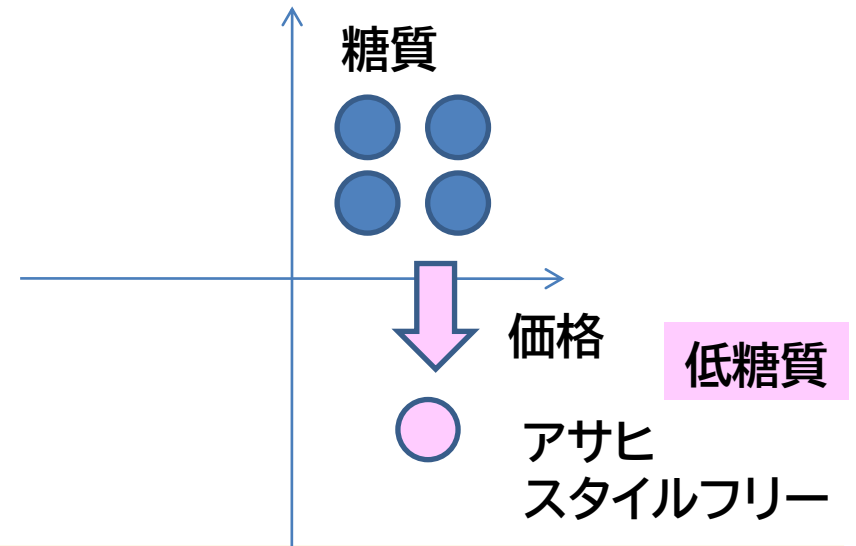 糖質
価格
低糖質
アサヒ
スタイルフリー